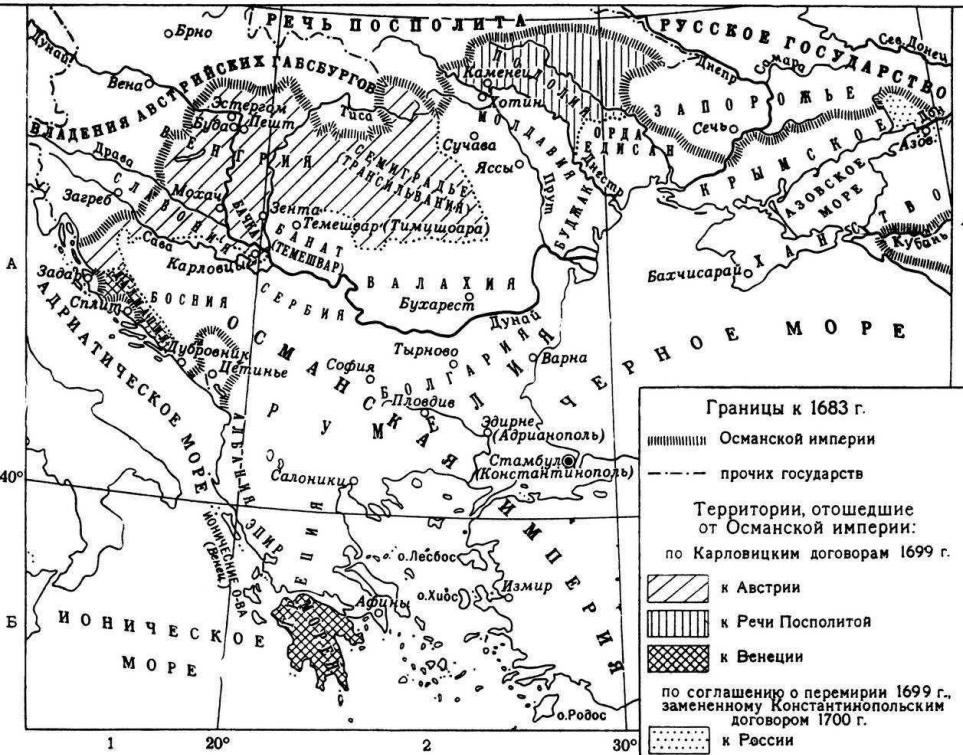 РЕЧЬ ПОСПОЛИТА
РУССКОЕ ГОСУДАРСТВО
Брно
Дунай
Вена
ВЛАДЕНИЯ АВСТРИЙСКИХ ГАБСБУРГОВ
Эстергом
Буда
Пешт
Тиса
ВЕНГРИЯ
СЕМИГРАДЬЕ
(ТРАНСИЛЬВАНИЯ)
ПОДОЛИЯ
Каменец
Хотин
МОЛДАВИЯ
Сучава
Яссы
Прут
Днестр
БУДЖАК
ОРДА
ЕДИСАН
Днепр
Самара
Сев. Донец
ЗАПОРОЖЬЕ
Сечь
Дон
Азов
КРЫМСКОЕ
ХАНСТВО
АЗОВСКОЕ
МОРЕ
Кубань
Бахчисарай
Драва
СЛАВОНИЯ
Загреб
Мохач
БАЧКА
Зента
Темешвар (Тимишоара)
БАНАТ
(ТЕМЕШВАР)
Сава
Карловцы
А
Задар
Сплит
ДАЛМАЦИЯ
БОСНИЯ
СЕРБИЯ
ВАЛАХИЯ
Бухарест
Дунай
Дубровник
Цетинье
АДРИАТИЧЕСКОЕ МОРЕ
ОСМАНСКАЯ ИМПЕРИЯ
РУМЕЛИЯ
София
Тырново
БОЛГАРИЯ
Варна
Пловдив
ЧЕРНОЕ МОРЕ
Эдирне
(Адрианополь)
Стамбул
(Константинополь)
АЛБАНИЯ
40°
Салоники
ЭПИР
ИОНИЧЕСКИЕ О-ВА
(Венец.)
о.Лесбос
о.Хиос
Измир
Афины
МОРЕЯ
Б
ИОНИЧЕСКОЕ
МОРЕ
о.Родос
1
20°
2
30°
Границы к 1683 г.
Османской империи
прочих государств
Территории, отошедшие
от Османской империи:
по Карловицким договорам 1699 г.
к Австрии
к Речи Посполитой
к Венеции
по соглашению о перемирии 1699 г.,
замененному Константинопольским
договором 1700 г.
к России